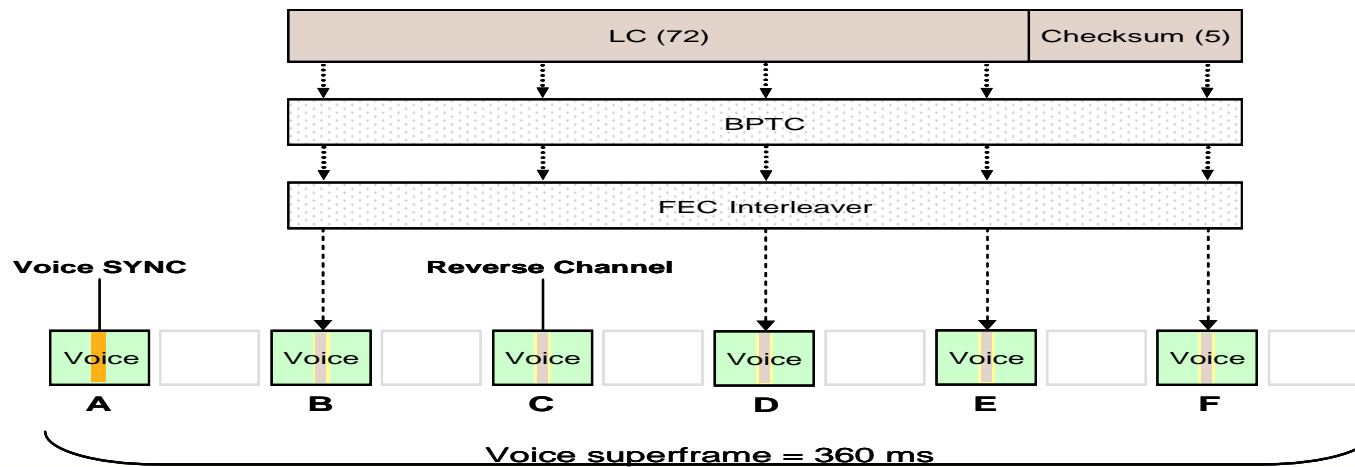 LC (72) Checksum (5)
BPTC
FEC Interleaver
Voice SYNC Reverse Channel
Voice Voice Voice Voice Voice Voice
A B C D E F
Voice superframe = 360 ms